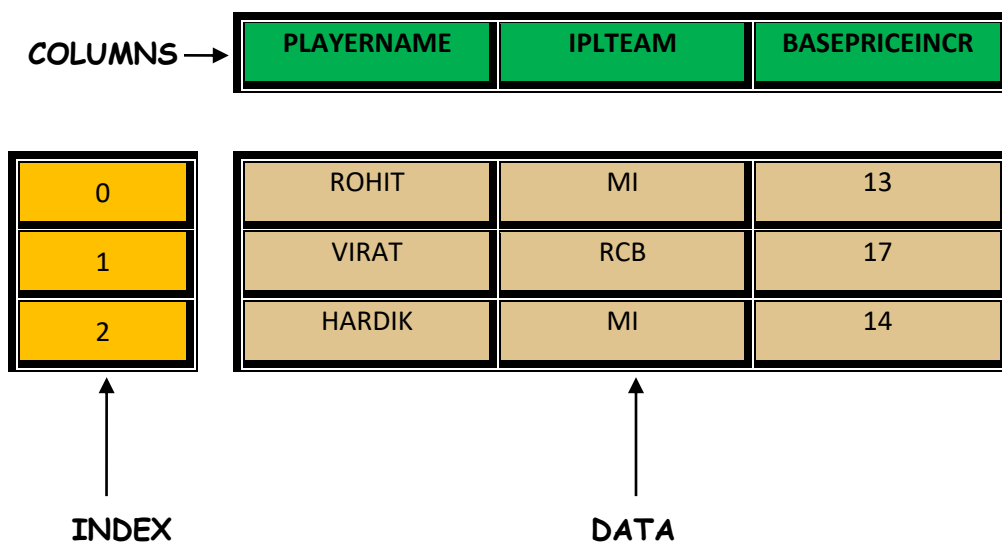 COLUMNS PLAYERNAME IPLTEAM BASEPRICEINCR
0 ROHIT MI 13
1 VIRAT RCB 17
2 HARDIK MI 14
INDEX DATA